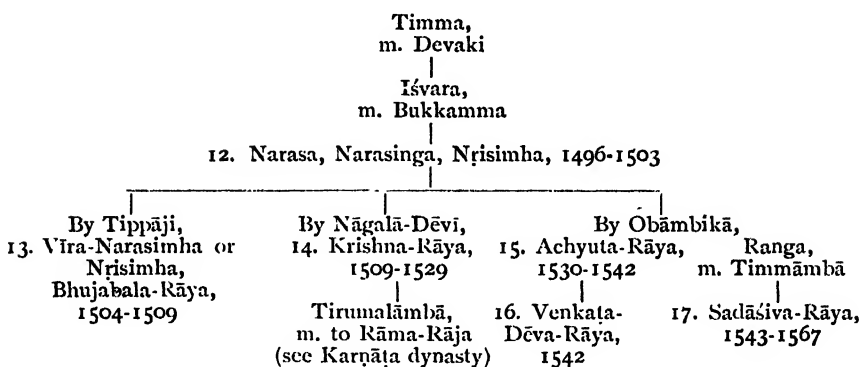 Timma,
m. Devaki
Iśvara,
m. Bukkamma
12. Narasa, Narasinga, Nṛisimha, 1496-1503
By Tippāji,
13. Vīra-Narasimha or
Nṛisimha,
Bhujabala-Rāya,
1504-1509
By Nāgalā-Dēvī,
14. Krishna-Rāya,
1509-1529
Tirumalāmbā,
m. to Rāma-Rāja
(see Karṇāṭa dynasty)
By Obāmbikā,
15. Achyuta-Rāya,
1530-1542
16. Venkaṭa-
Dēva-Rāya,
1542
Ranga,
m. Timmāmbā
17. Sadāśiva-Rāya,
1543-1567